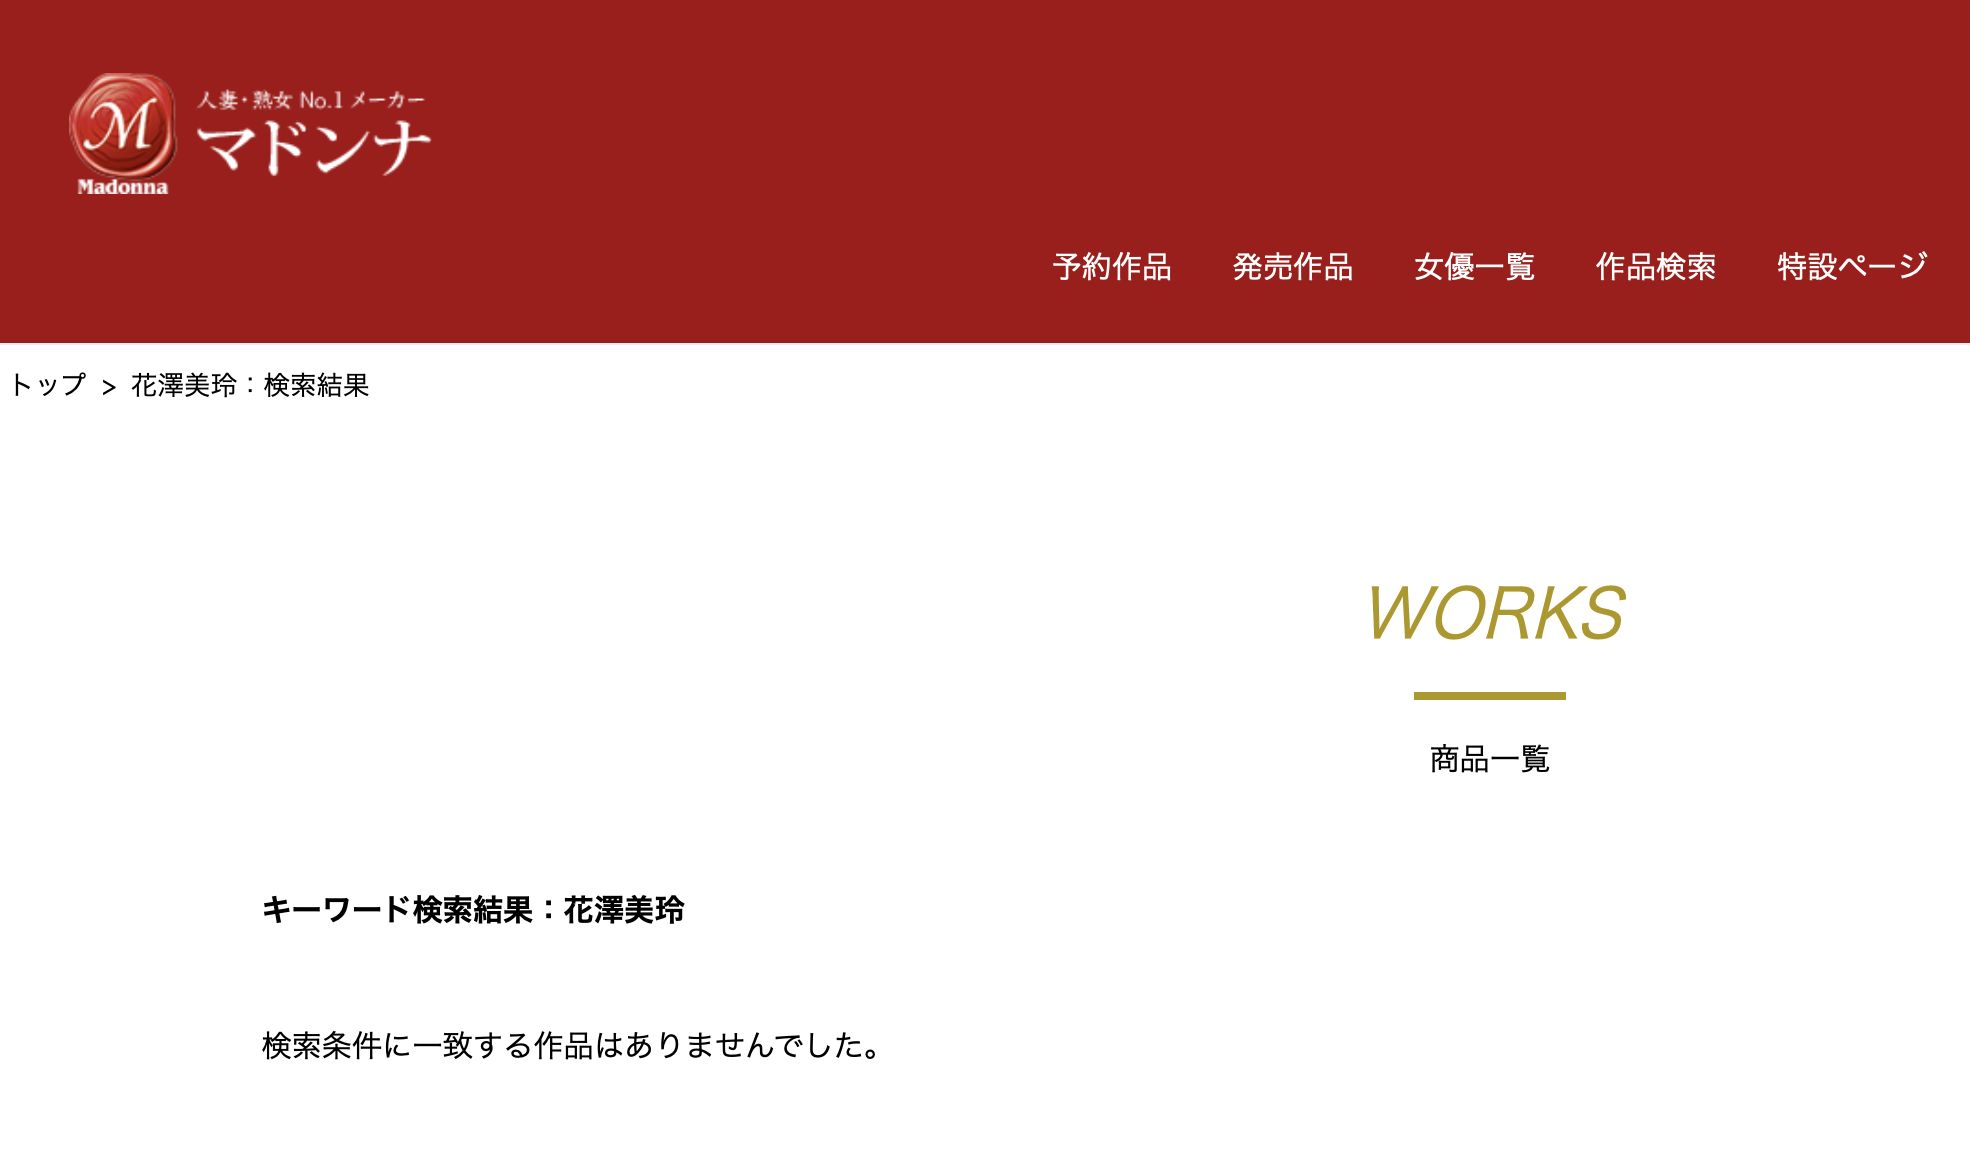 人妻・熟女 No.1 メーカー
マドンナ
M
Madonna
予約作品 発売作品 女優一覧 作品検索 特設ページ
トップ > 花澤美玲：検索結果
WORKS
商品一覧
キーワード検索結果：花澤美玲
検索条件に一致する作品はありませんでした。